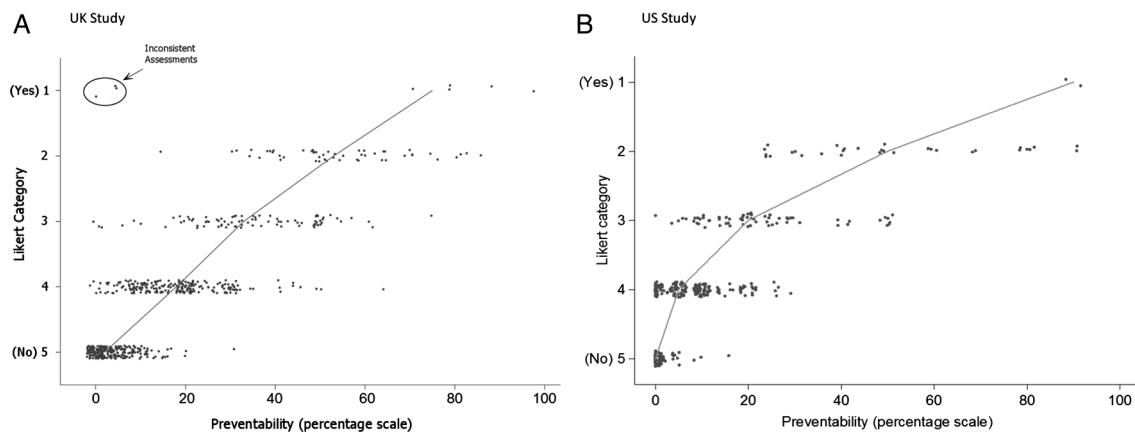 A
UK Study
Inconsistent
Assessments
(Yes) 1
2
3
4
(No) 5
Likert Category
0
20
40
60
80
100
Preventability (percentage scale)
B
US Study
(Yes) 1
2
3
4
(No) 5
Likert category
0
20
40
60
80
100
Preventability (percentage scale)